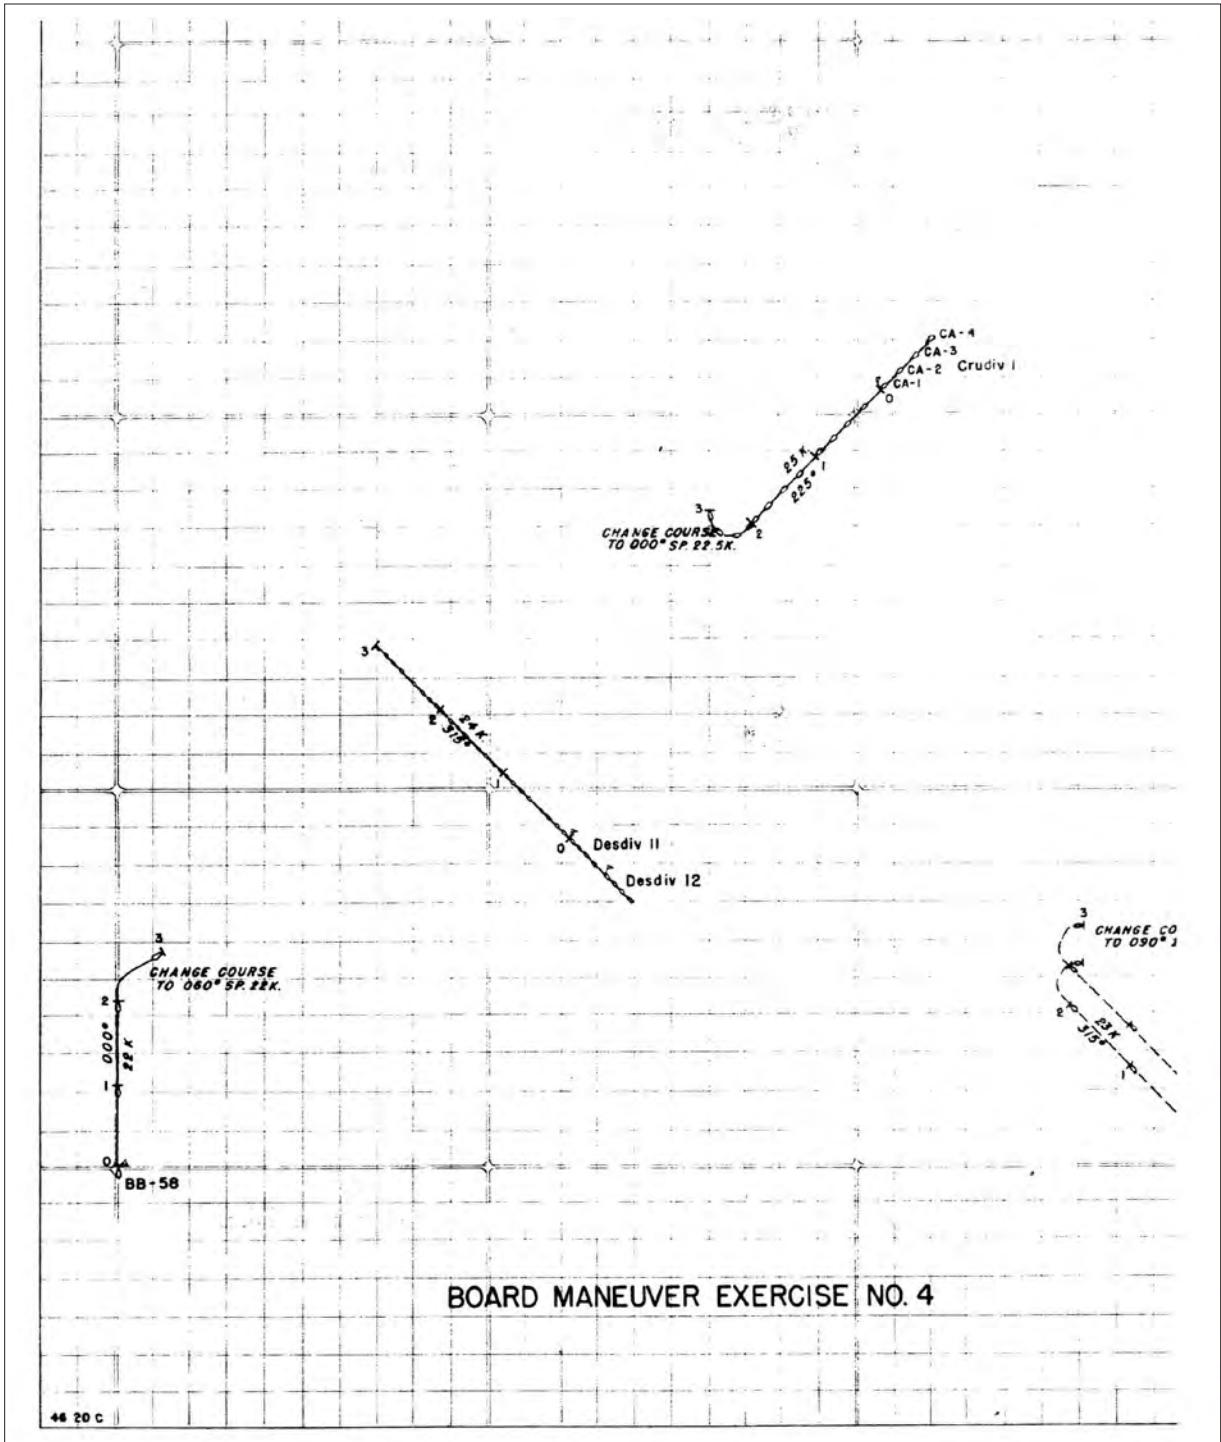 CA-4
CA-3
CA-2 Crudiv 1
CA-1
0
25 K.
225°
1
3
2
CHANGE COURSE
TO 000° SP. 22.5K.
3
24 K.
2
315°
1
0
Desdiv 11
Desdiv 12
3
CHANGE COURSE
TO 060° SP. 22K.
2
000°
22 K
1
0
BB-58
3
CHANGE CO
TO 090° 1
2
23 K
315°
1
BOARD MANEUVER EXERCISE NO. 4
46 20 C